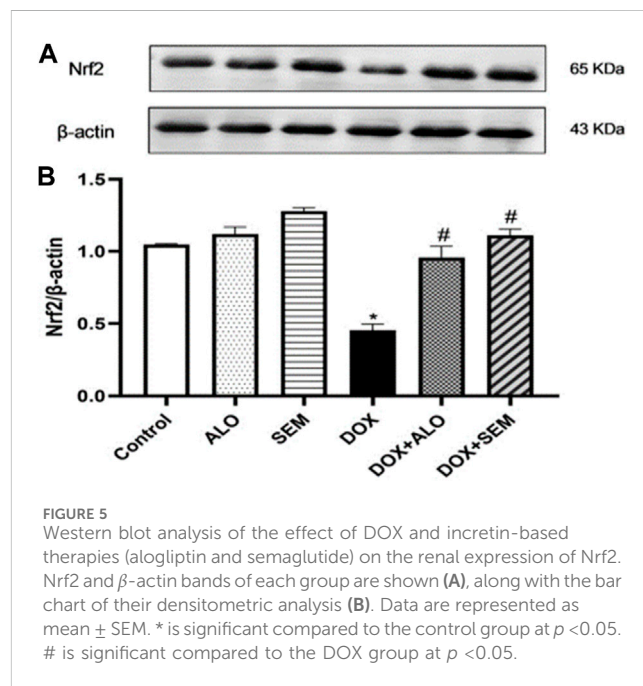 A
Nrf2
65 KDa
β-actin
43 KDa
B
Nrf2/β-actin
1.5
1.0
0.5
0.0
*
#
#
Control
ALO
SEM
DOX
DOX+ALO
DOX+SEM
FIGURE 5
Western blot analysis of the effect of DOX and incretin-based
therapies (alogliptin and semaglutide) on the renal expression of Nrf2.
Nrf2 and β-actin bands of each group are shown (A), along with the bar
chart of their densitometric analysis (B). Data are represented as
mean ± SEM. * is significant compared to the control group at p <0.05.
# is significant compared to the DOX group at p <0.05.